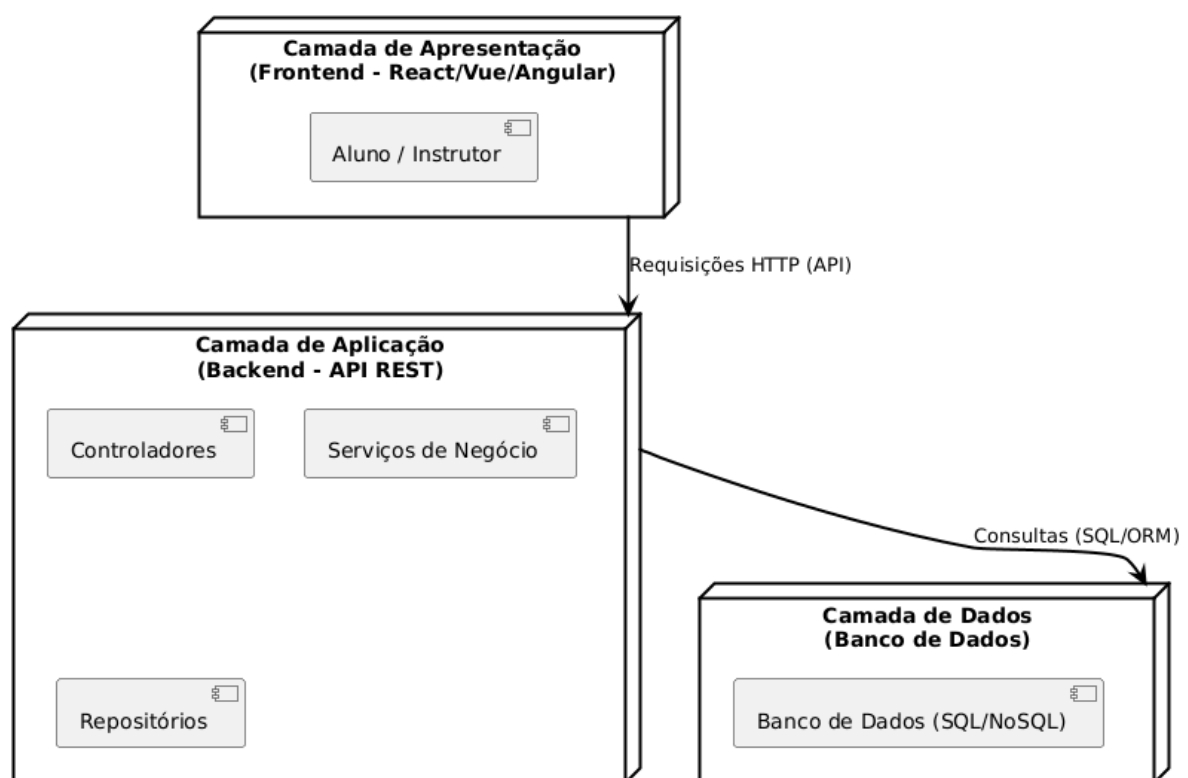 Camada de Apresentação
(Frontend - React/Vue/Angular)
Aluno / Instrutor
Requisições HTTP (API)
Camada de Aplicação
(Backend - API REST)
Controladores
Serviços de Negócio
Consultas (SQL/ORM)
Camada de Dados
(Banco de Dados)
Repositórios
Banco de Dados (SQL/NoSQL)